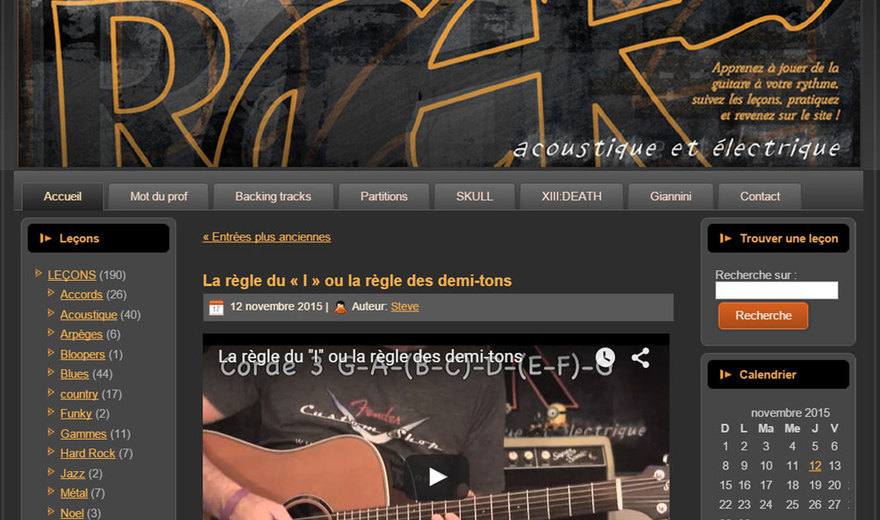 ROCK
Apprenez à jouer de la
guitare à votre rythme,
suivez les leçons, pratiquez
et revenez sur le site !
acoustique et électrique
Accueil
Mot du prof
Backing tracks
Partitions
SKULL
XIII:DEATH
Giannini
Contact
Leçons
LEÇONS (190)
Accords (26)
Acoustique (40)
Arpèges (6)
Bloopers (1)
Blues (44)
country (17)
Funky (2)
Gammes (11)
Hard Rock (7)
Jazz (2)
Métal (7)
Noel (3)
« Entrées plus anciennes
La règle du « I » ou la règle des demi-tons
12 novembre 2015 | Auteur: Steve
La règle du "I" ou la règle des demi-tons
Corde 3 G-A-(B-C)-D-(E-F)-G
Fender
Custom Shop
et électrique
Trouver une leçon
Recherche sur :
Recherche
Calendrier
novembre 2015
D L Ma Me J V
1 2 3 4 5 6
8 9 10 11 12 13
15 16 17 18 19 20
22 23 24 25 26 27